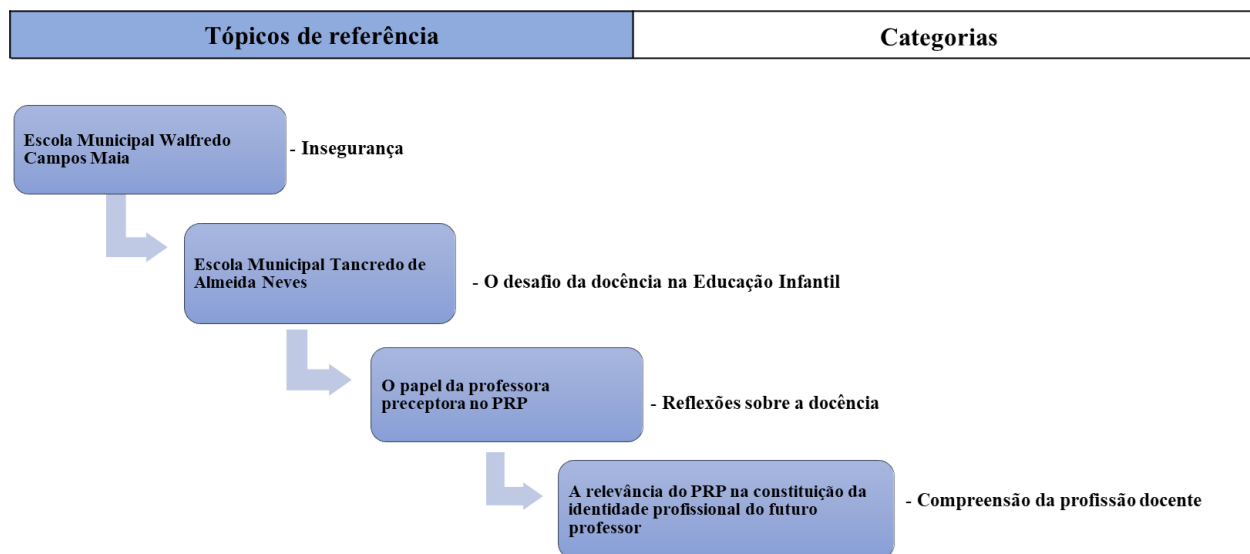 Tópicos de referência
Categorias
Escola Municipal Walfredo
Campos Maia
- Insegurança
Escola Municipal Tancredo de
Almeida Neves
- O desafio da docência na Educação Infantil
O papel da professora
preceptora no PRP
- Reflexões sobre a docência
A relevância do PRP na constituição da
identidade profissional do futuro
professor
- Compreensão da profissão docente